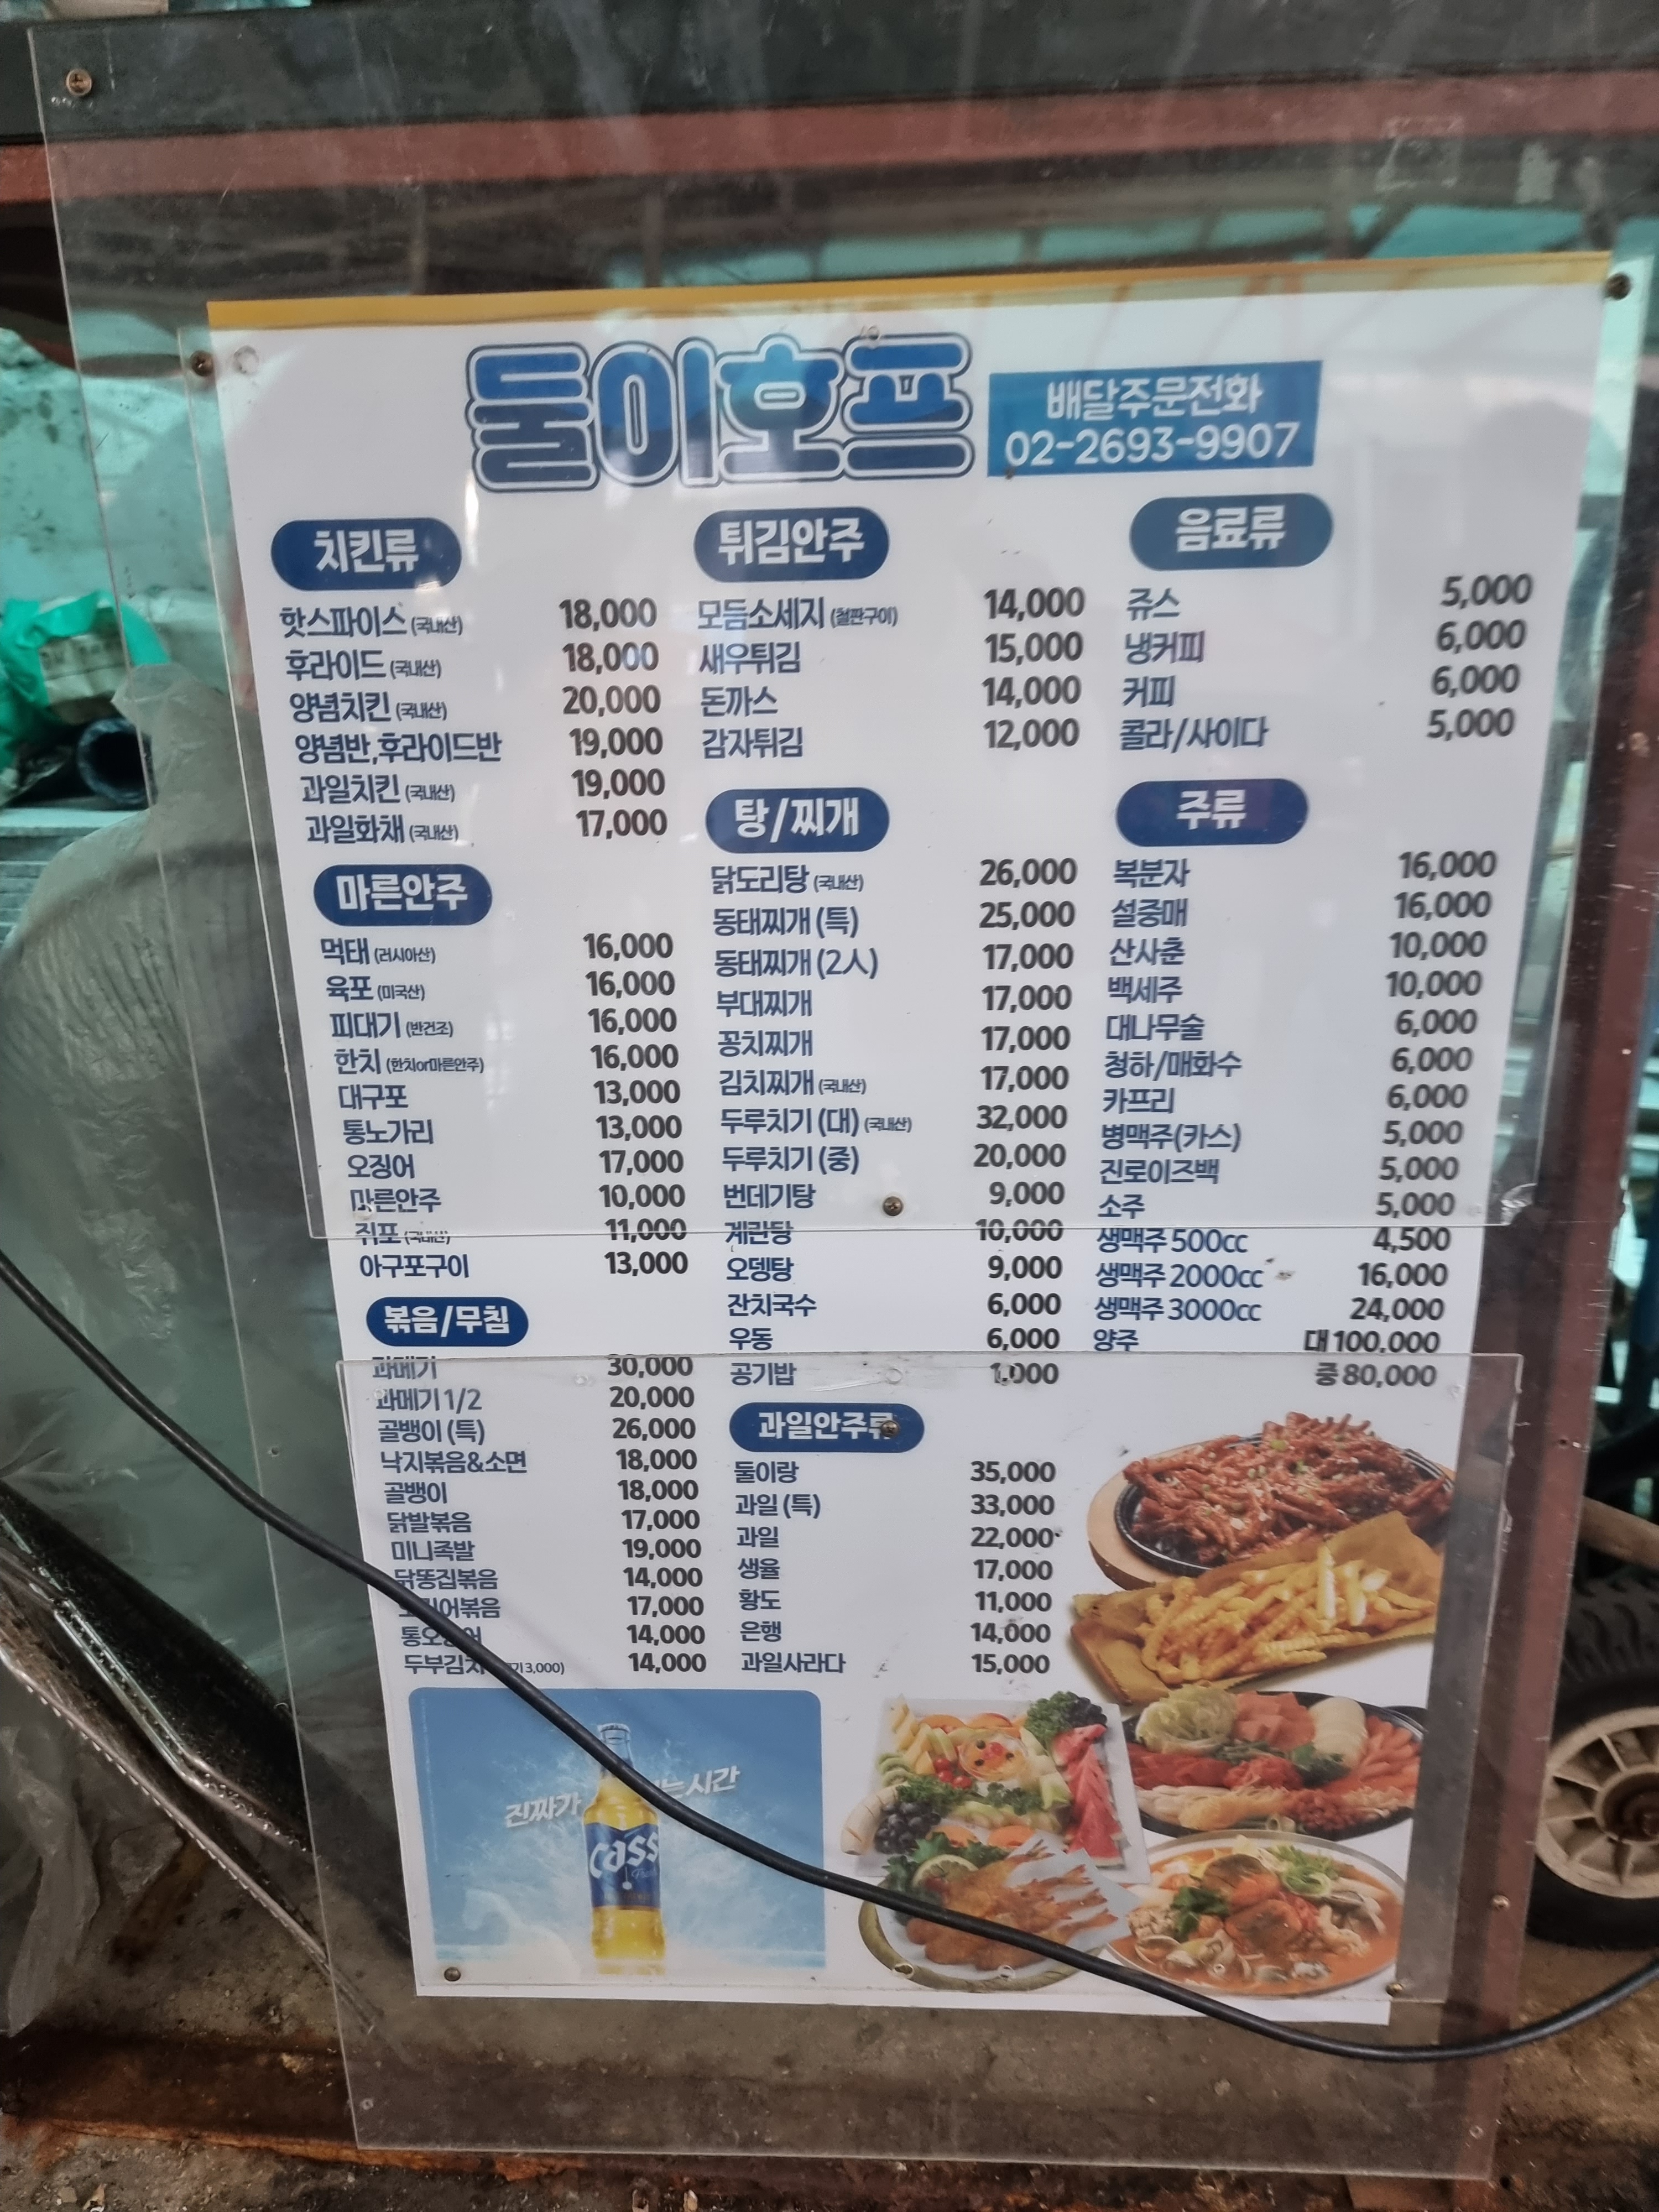 둘이호프
배달주문전화
02-2693-9907
치킨류
핫스파이스 (국내산) 18,000
후라이드 (국내산) 18,000
양념치킨 (국내산) 20,000
양념반,후라이드반 19,000
과일치킨 (국내산) 19,000
과일화채 (국내산) 17,000
마른안주
먹태 (러시아산) 16,000
육포 (미국산) 16,000
피대기 (반건조) 16,000
한치 (한치or마른안주) 16,000
대구포 13,000
통노가리 13,000
오징어 17,000
마른안주 10,000
쥐포 (국내산) 11,000
아구포구이 13,000
볶음/무침
과메기 30,000
과메기 1/2 20,000
골뱅이 (특) 26,000
낙지볶음&소면 18,000
골뱅이 18,000
닭발볶음 17,000
미니족발 19,000
닭똥집볶음 14,000
오징어볶음 17,000
통오징어 14,000
두부김치 3,000) 14,000
튀김안주
모듬소세지 (철판구이) 14,000
새우튀김 15,000
돈까스 14,000
감자튀김 12,000
탕/찌개
닭도리탕 (국내산) 26,000
동태찌개 (특) 25,000
동태찌개 (2人) 17,000
부대찌개 17,000
꽁치찌개 17,000
김치찌개 (국내산) 17,000
두루치기 (대) (국내산) 32,000
두루치기 (중) 20,000
번데기탕 9,000
계란탕 10,000
오뎅탕 9,000
잔치국수 6,000
우동 6,000
공기밥 1,000
과일안주류
둘이랑 35,000
과일 (특) 33,000
과일 22,000
생율 17,000
황도 11,000
은행 14,000
과일사라다 15,000
음료류
쥬스 5,000
냉커피 6,000
커피 6,000
콜라/사이다 5,000
주류
복분자 16,000
설중매 16,000
산사춘 10,000
백세주 10,000
대나무술 6,000
청하/매화수 6,000
카프리 6,000
병맥주(카스) 5,000
진로이즈백 5,000
소주 5,000
생맥주 500cc 4,500
생맥주 2000cc 16,000
생맥주 3000cc 24,000
양주 대 100,000
중 80,000
진짜가 는 시간
Cass